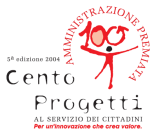 AMMINISTRAZIONE PREMIATA
100
5ª edizione 2004
Cento
Progetti
AL SERVIZIO DEI CITTADINI
Per un'innovazione che crea valore.